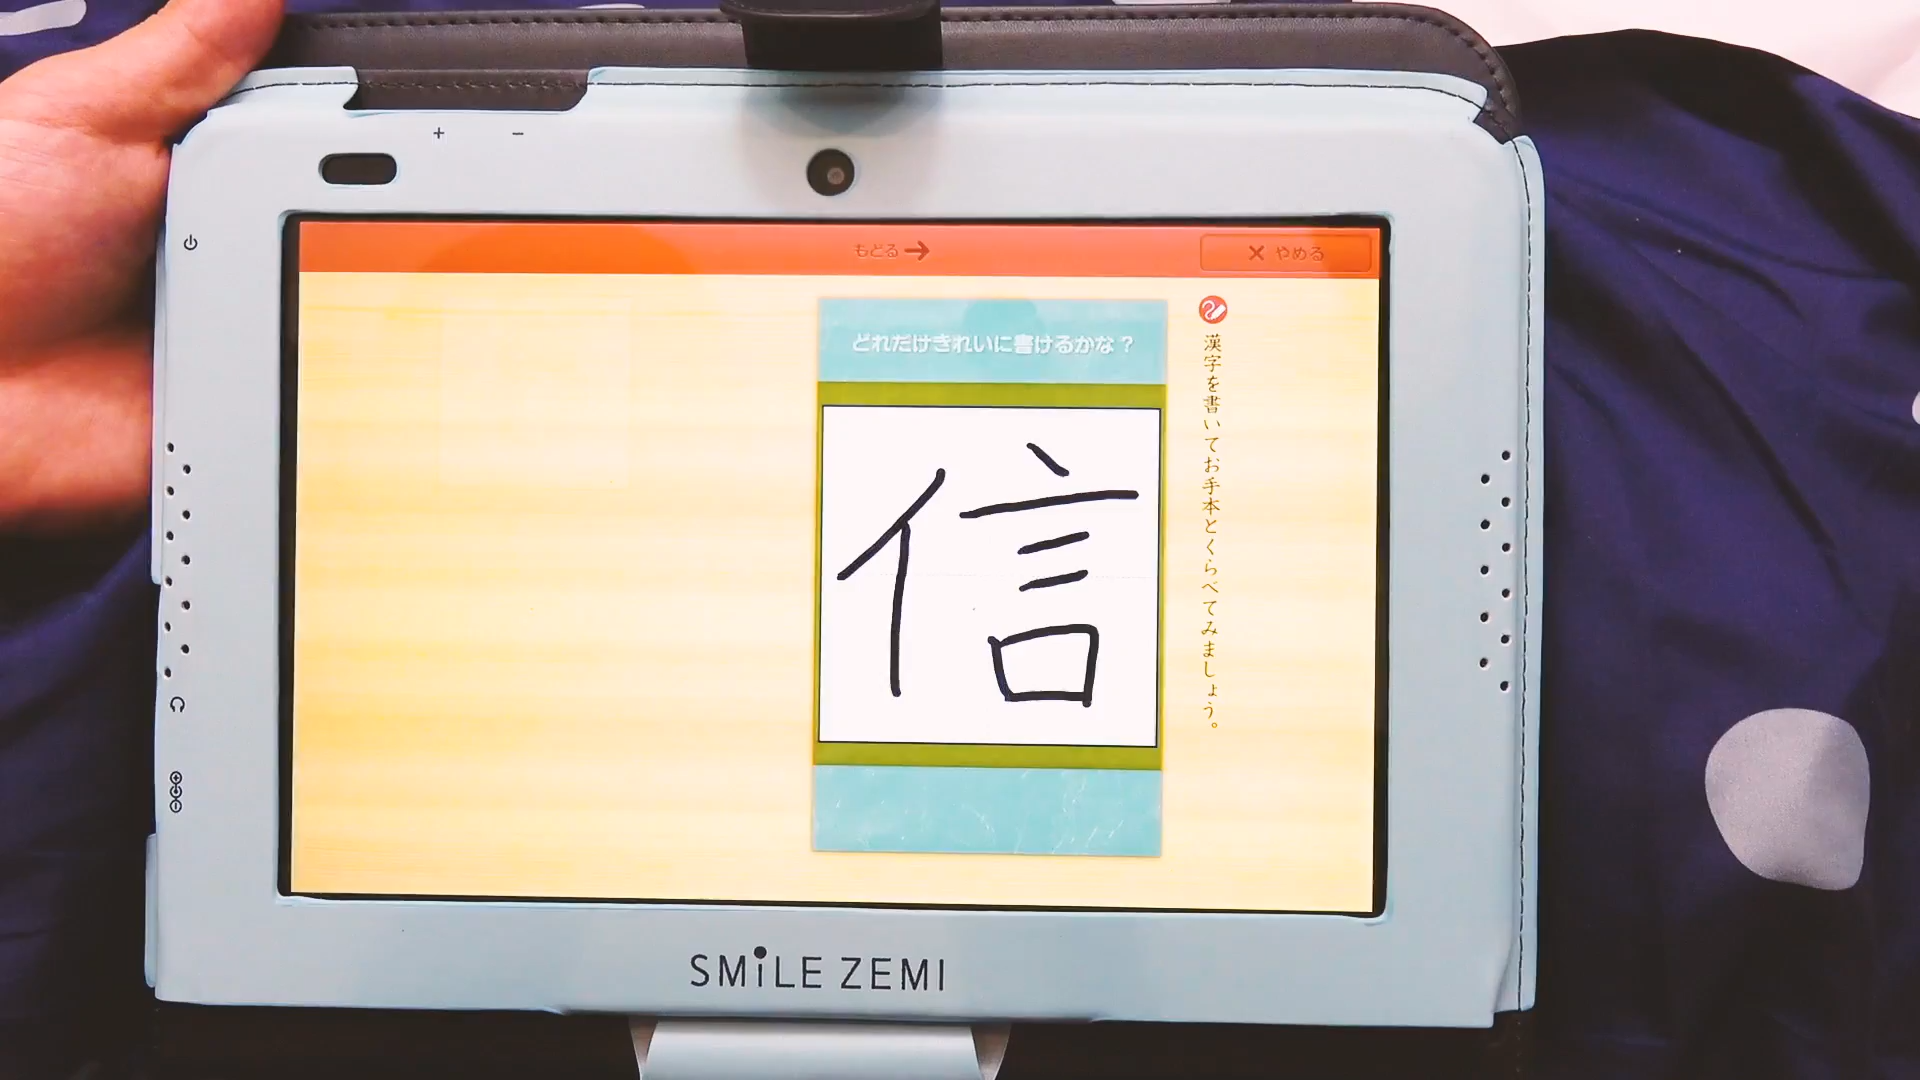 + −
もどる→
× やめる
どれだけきれいに書けるかな？
漢字を書いてお手本とくらべてみましょう。
信
SMiLE ZEMI